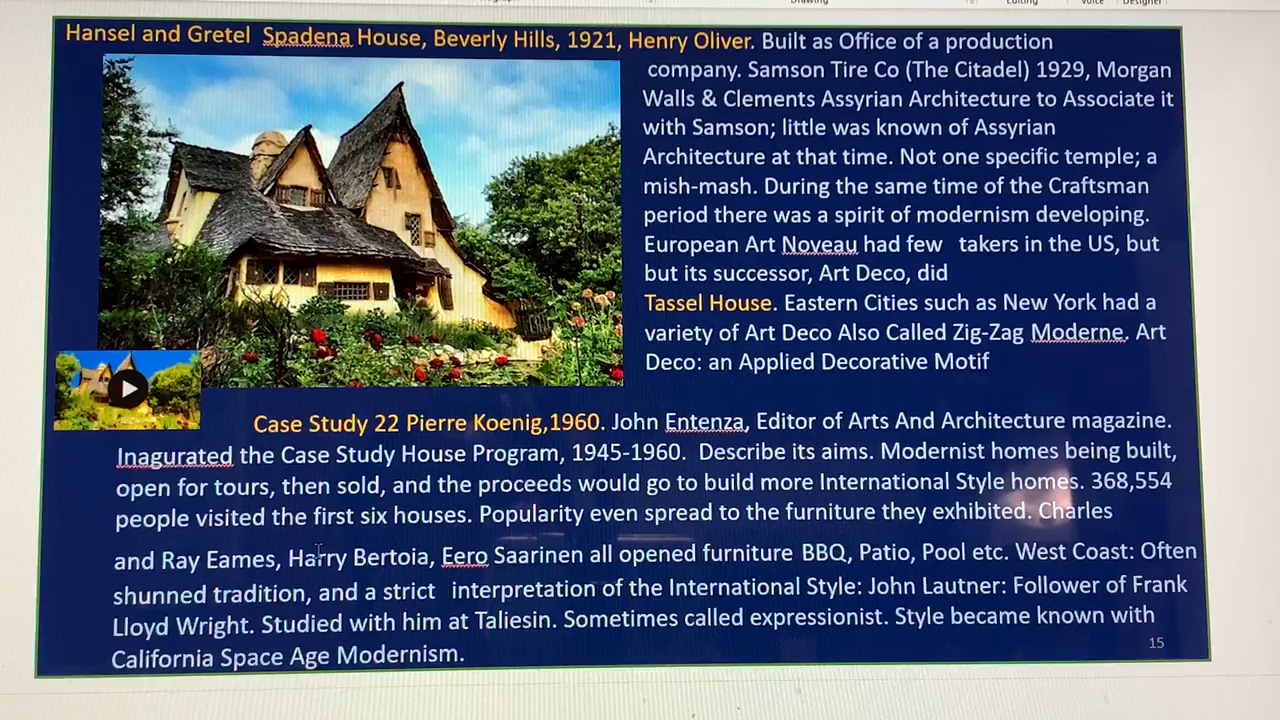 Hansel and Gretel Spadena House, Beverly Hills, 1921, Henry Oliver. Built as Office of a production
company. Samson Tire Co (The Citadel) 1929, Morgan
Walls & Clements Assyrian Architecture to Associate it
with Samson; little was known of Assyrian
Architecture at that time. Not one specific temple; a
mish-mash. During the same time of the Craftsman
period there was a spirit of modernism developing.
European Art Noveau had few takers in the US, but
but its successor, Art Deco, did
Tassel House. Eastern Cities such as New York had a
variety of Art Deco Also Called Zig-Zag Moderne. Art
Deco: an Applied Decorative Motif
Case Study 22 Pierre Koenig,1960. John Entenza, Editor of Arts And Architecture magazine.
Inagurated the Case Study House Program, 1945-1960. Describe its aims. Modernist homes being built,
open for tours, then sold, and the proceeds would go to build more International Style homes. 368,554
people visited the first six houses. Popularity even spread to the furniture they exhibited. Charles
and Ray Eames, Harry Bertoia, Eero Saarinen all opened furniture BBQ, Patio, Pool etc. West Coast: Often
shunned tradition, and a strict interpretation of the International Style: John Lautner: Follower of Frank
Lloyd Wright. Studied with him at Taliesin. Sometimes called expressionist. Style became known with
California Space Age Modernism.
15